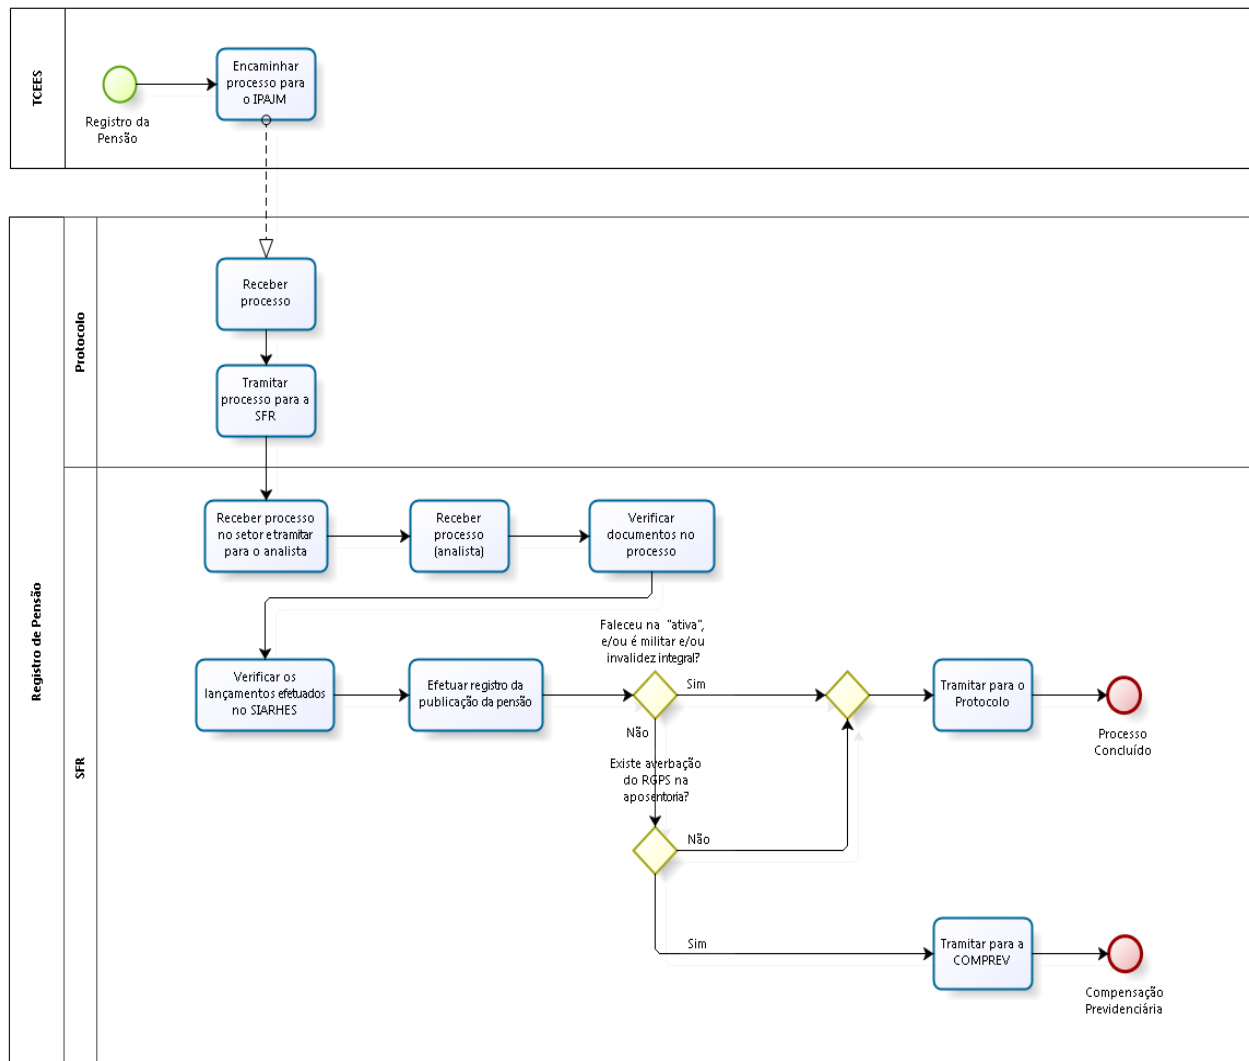 TCEES
Registro da
Pensão
Encaminhar
processo para
o IPAJM
Registro de Pensão
Protocolo
Receber
processo
Tramitar
processo para a
SFR
SFR
Receber processo
no setor e tramitar
para o analista
Receber
processo
(analista)
Verificar
documentos no
processo
Verificar os
lançamentos efetuados
no SIARHES
Efetuar registro da
publicação da pensão
Faleceu na "ativa",
e/ou é militar e/ou
invalidez integral?
Sim
Não
Tramitar para o
Protocolo
Processo
Concluído
Existe averbação
do RGPS na
aposentoria?
Não
Sim
Tramitar para a
COMPREV
Compensação
Previdenciária